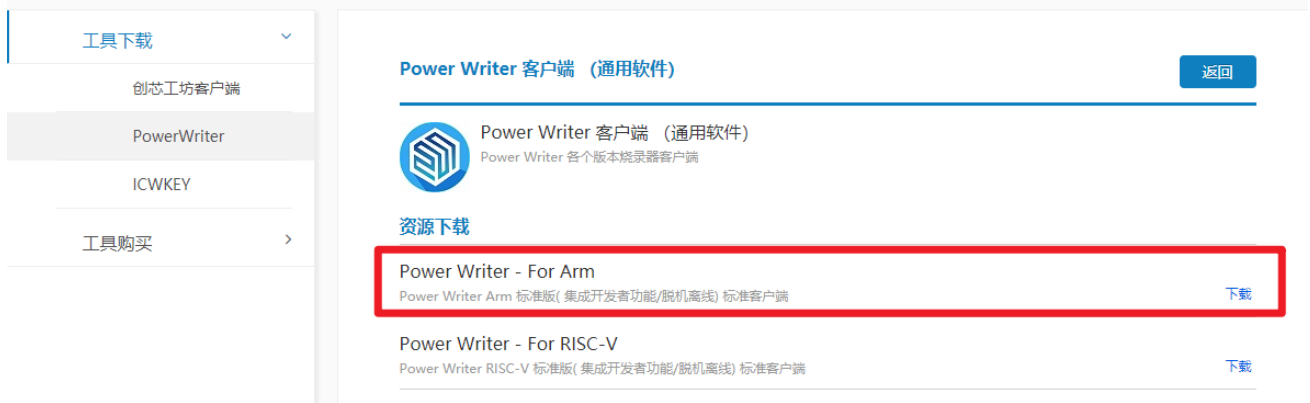 工具下载
创芯工坊客户端
PowerWriter
ICWKEY
工具购买
Power Writer 客户端 （通用软件）
返回
Power Writer 客户端 （通用软件）
Power Writer 各个版本烧录器客户端
资源下载
Power Writer - For Arm
Power Writer Arm 标准版( 集成开发者功能/脱机离线) 标准客户端
下载
Power Writer - For RISC-V
Power Writer RISC-V 标准版( 集成开发者功能/脱机离线) 标准客户端
下载